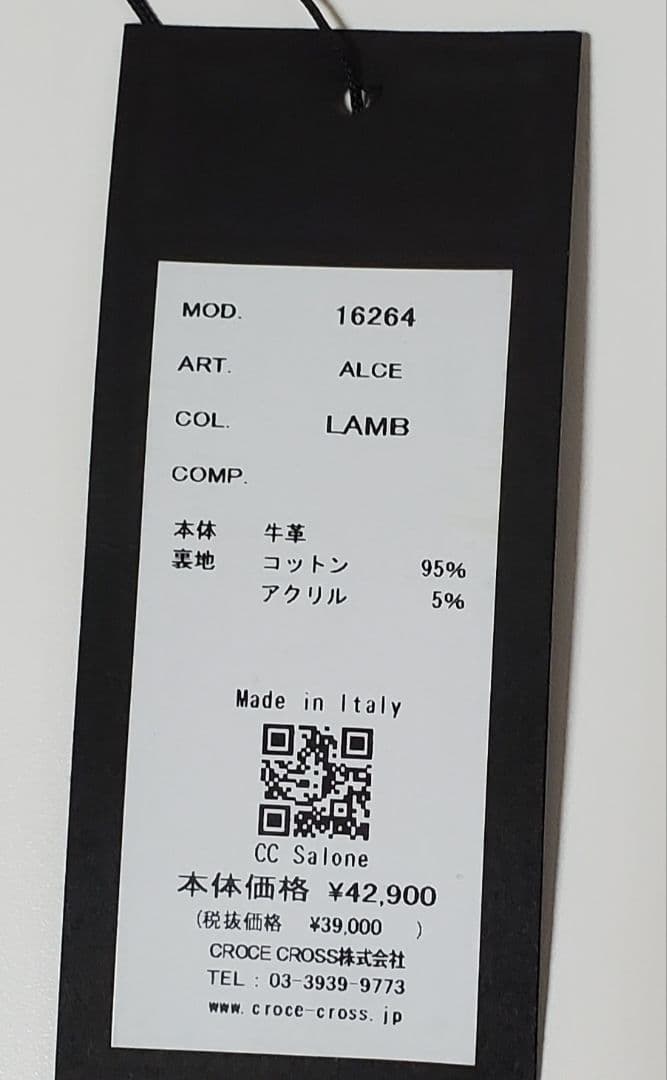 MOD. 16264
ART. ALCE
COL. LAMB
COMP.
本体 牛革
裏地 コットン 95%
アクリル 5%
Made in Italy
CC Salone
本体価格 ¥42,900
(税抜価格 ¥39,000 )
CROCE CROSS株式会社
TEL : 03-3939-9773
www.croce-cross.jp